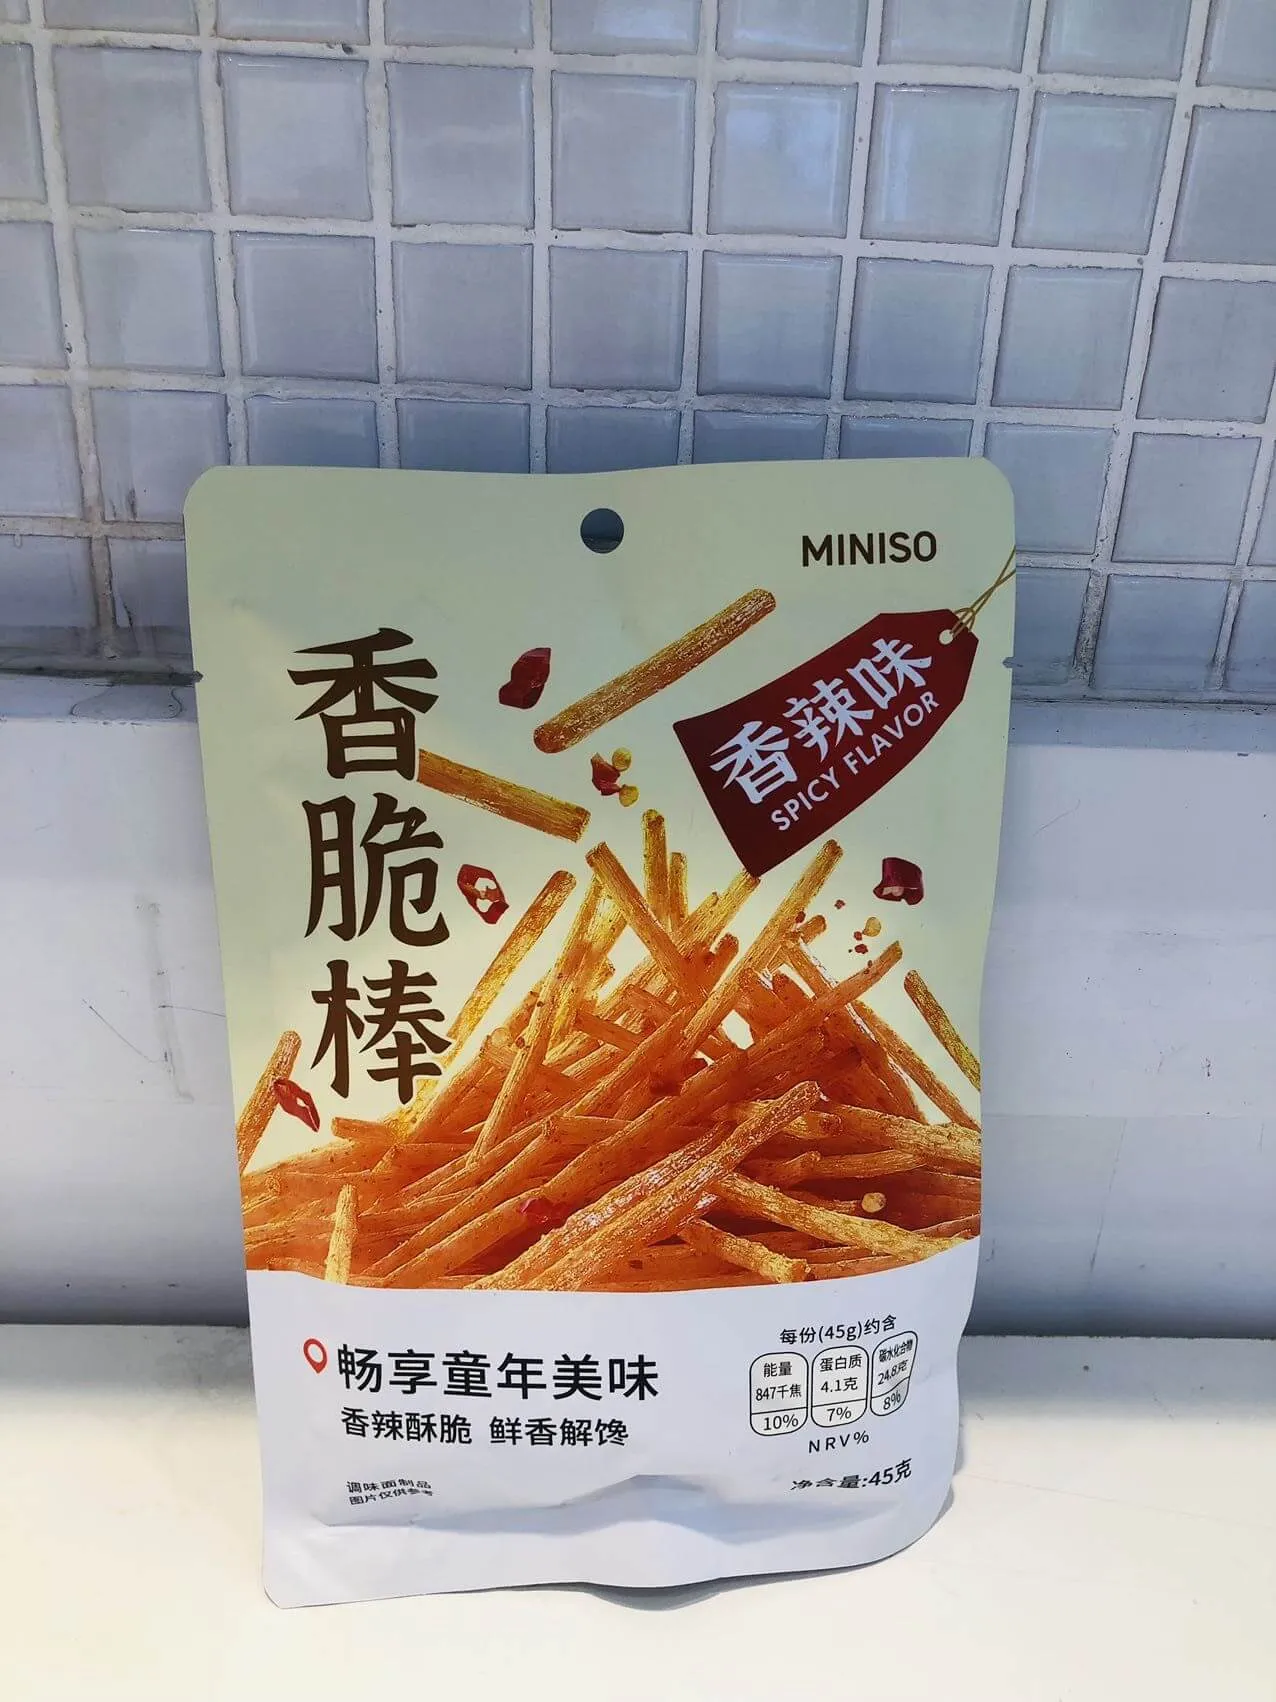 MINISO
香脆棒
香辣味
SPICY FLAVOR
畅享童年美味
香辣酥脆 鲜香解馋
调味面制品
图片仅供参考
每份(45g)约含
能量
847千焦
10%
蛋白质
4.1克
7%
碳水化合物
24.8克
8%
NRV%
净含量:45克